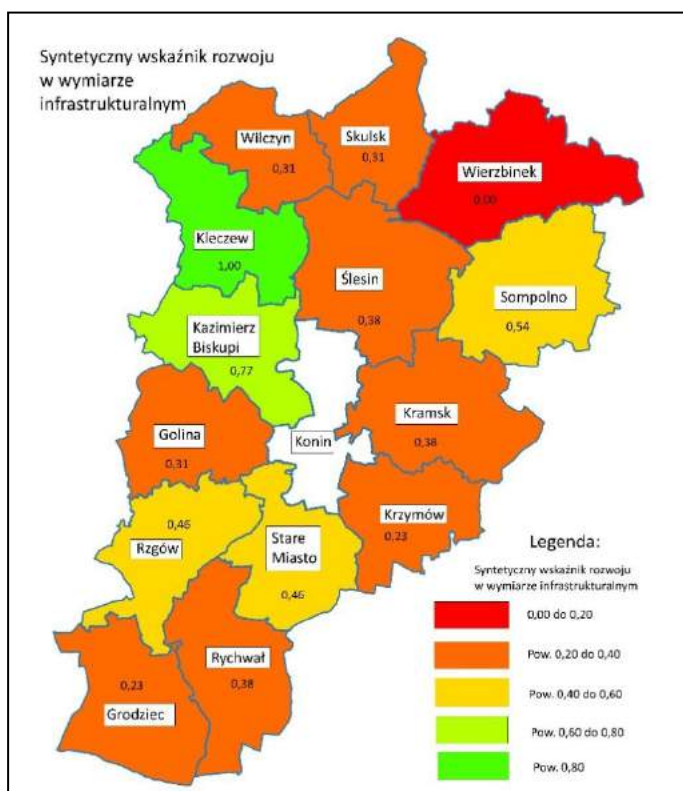 Syntetyczny wskaźnik rozwoju
w wymiarze
infrastrukturalnym
Wilczyn
0,31
Skulsk
0,31
Wierzbinek
0,00
Kleczew
1,00
Ślesin
0,38
Sompolno
0,54
Kazimierz
Biskupi
0,77
Golina
0,31
Konin
Kramsk
0,38
Krzymów
0,23
0,46
Rzgów
Stare
Miasto
0,46
Rychwał
0,38
0,23
Grodziec
Legenda:
Syntetyczny wskaźnik rozwoju
w wymiarze infrastrukturalnym
0,00 do 0,20
Pow. 0,20 do 0,40
Pow. 0,40 do 0,60
Pow. 0,60 do 0,80
Pow. 0,80